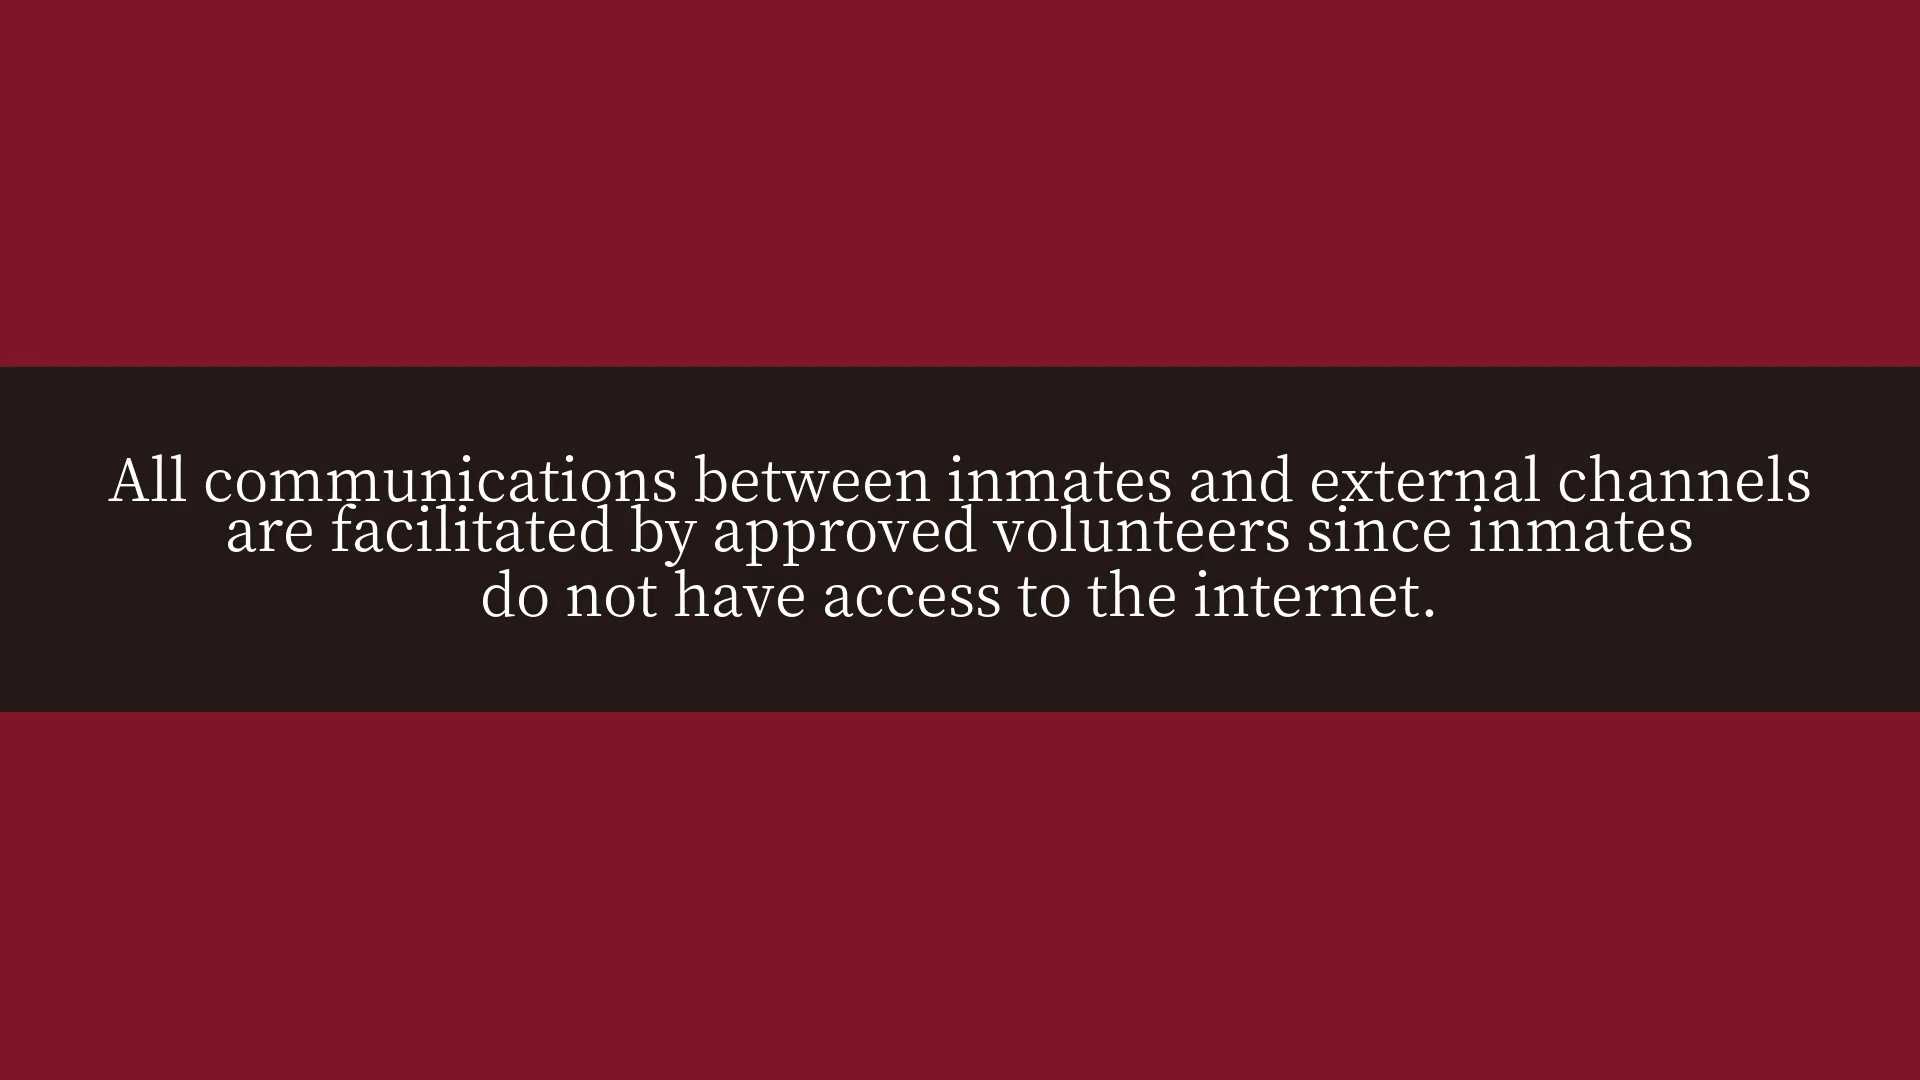 All communications between inmates and external channels
are facilitated by approved volunteers since inmates
do not have access to the internet.